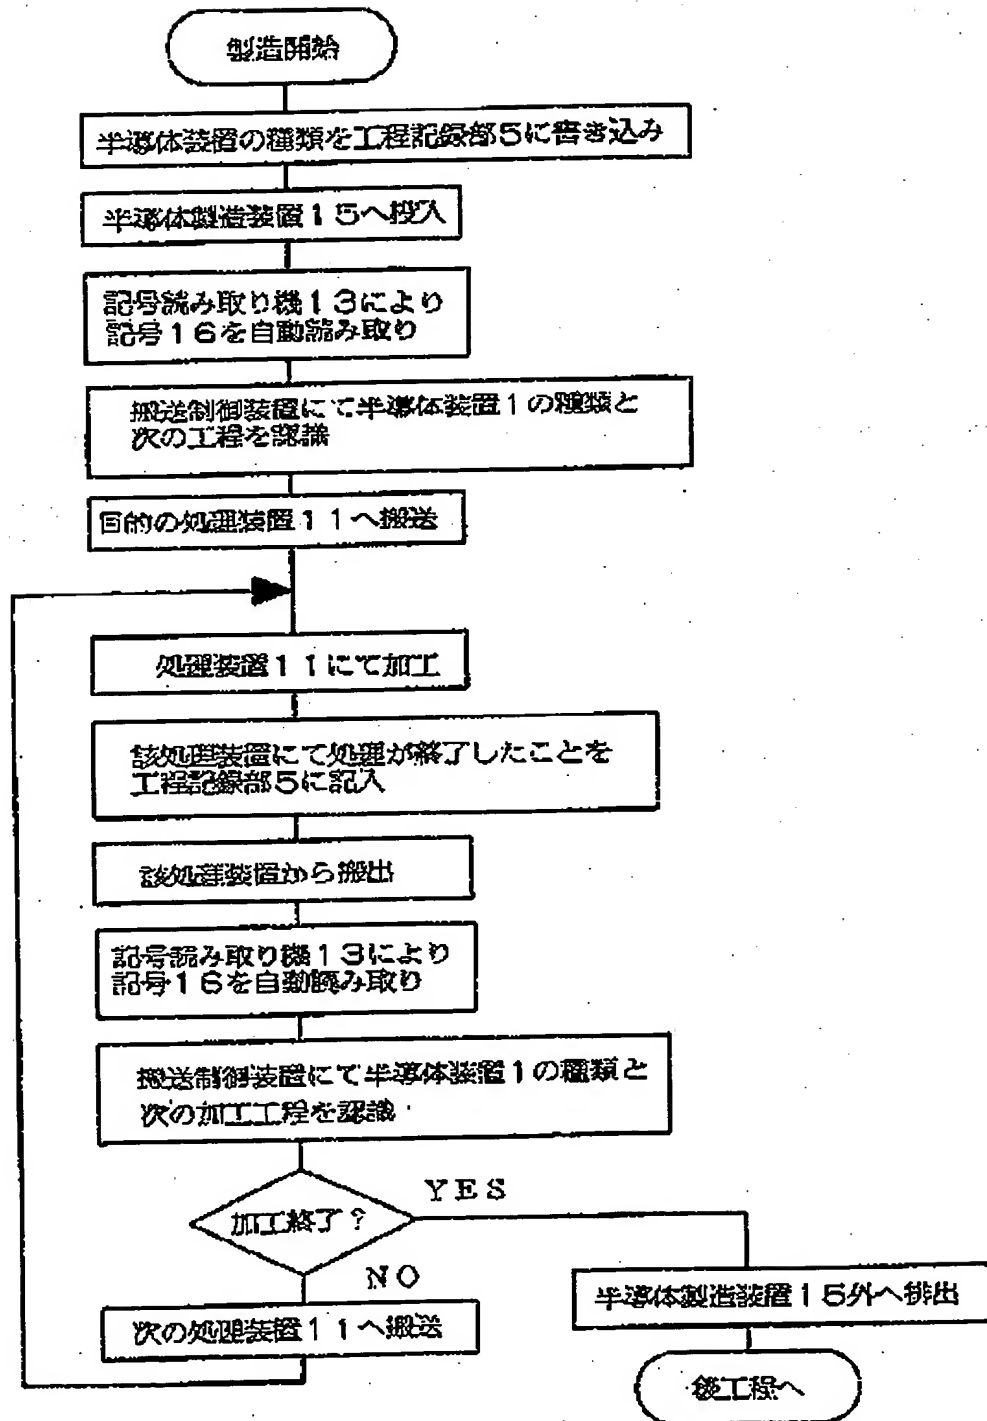 製造開始
半導体装置の種類を工程記録部5に書き込み
半導体製造装置15へ投入
記号読み取り機13により
記号16を自動読み取り
搬送制御装置にて半導体装置1の種類と
次の工程を認識
目的の処理装置11へ搬送
処理装置11にて加工
該処理装置にて処理が終了したことを
工程記録部5に記入
該処理装置から搬出
記号読み取り機13により
記号16を自動読み取り
搬送制御装置にて半導体装置1の種類と
次の加工工程を認識
YES
加工終了?
NO
次の処理装置11へ搬送
半導体製造装置15外へ排出
後工程へ